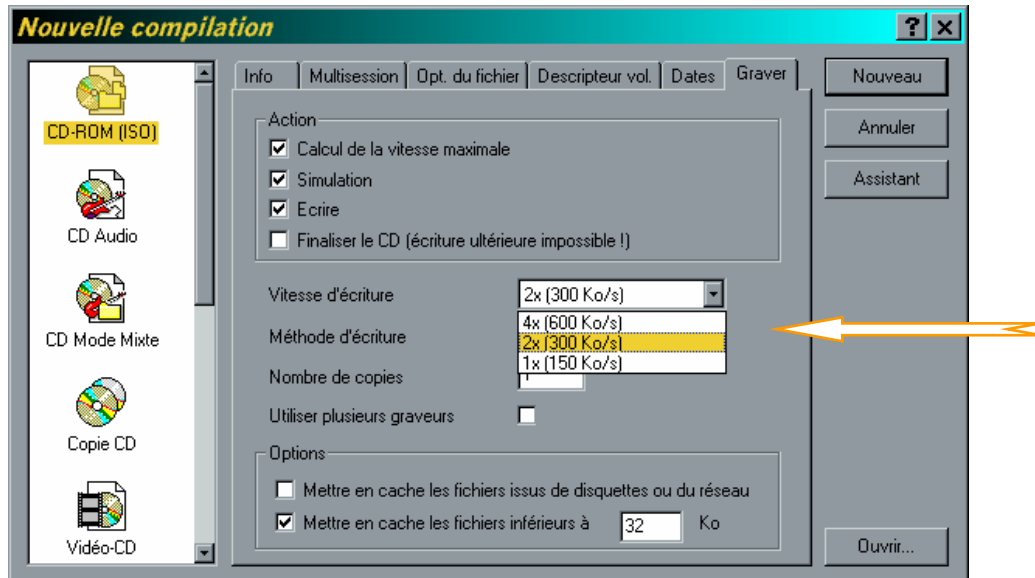 Nouvelle compilation
CD-ROM (ISO)
CD Audio
CD Mode Mixte
Copie CD
Vidéo-CD
Info Multisession Opt. du fichier Descripteur vol. Dates Graver
Action
Calcul de la vitesse maximale
Simulation
Ecrire
Finaliser le CD (écriture ultérieure impossible !)
Vitesse d'écriture 2x (300 Ko/s)
4x (600 Ko/s)
2x (300 Ko/s)
1x (150 Ko/s)
Méthode d'écriture
Nombre de copies
Utiliser plusieurs graveurs
Options
Mettre en cache les fichiers issus de disquettes ou du réseau
Mettre en cache les fichiers inférieurs à 32 Ko
Nouveau
Annuler
Assistant
Ouvrir...